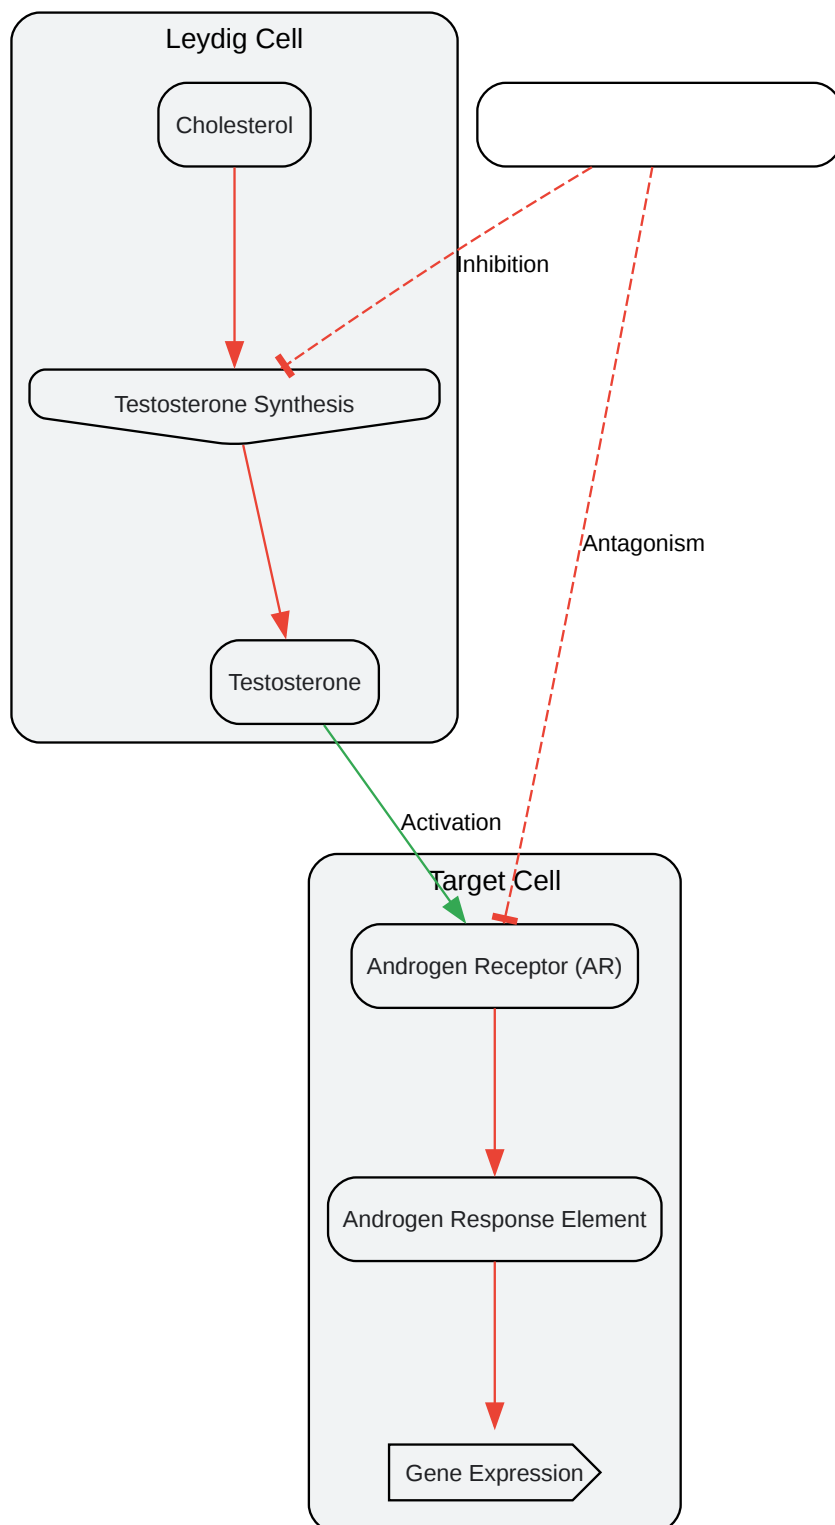 Leydig Cell
Cholesterol
Inhibition
Testosterone Synthesis
Antagonism
Testosterone
Activation
Target Cell
Androgen Receptor (AR)
Androgen Response Element
Gene Expression